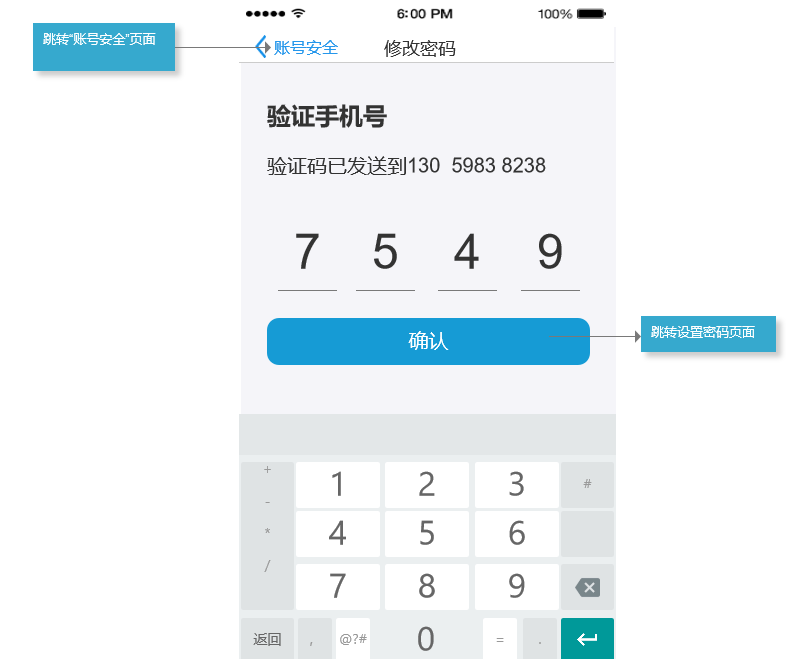 6:00 PM 100%
跳转“账号安全”页面
账号安全 修改密码
验证手机号
验证码已发送到130 5983 8238
7 5 4 9
确认
跳转设置密码页面
+ 1 2 3 #
-
* 4 5 6
/
7 8 9
返回 , @?# 0 = .